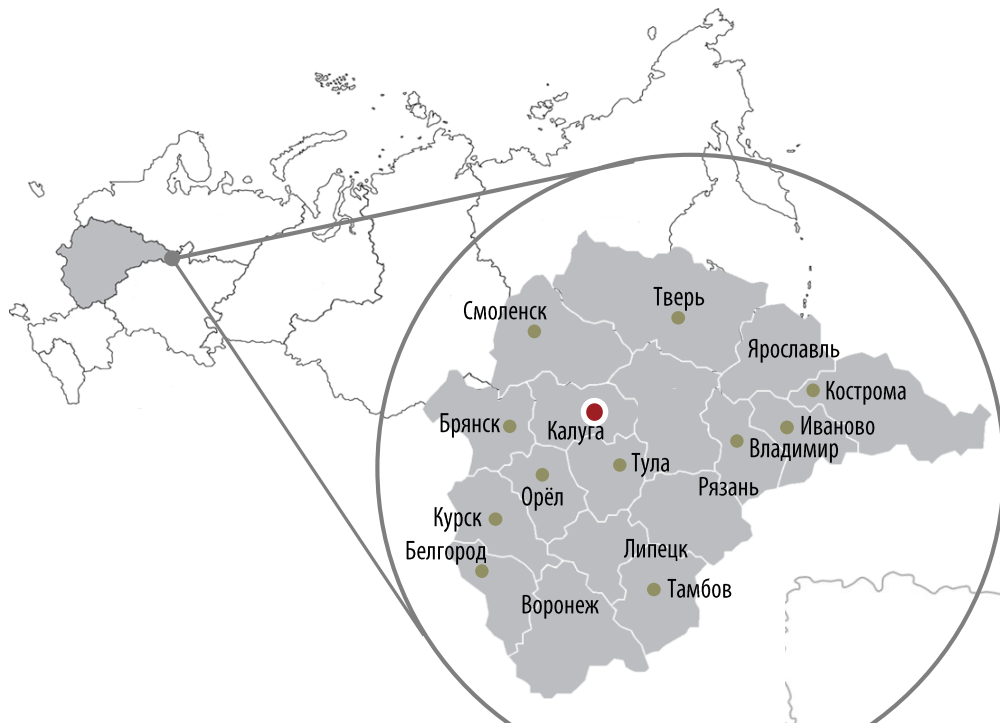 Тверь
Смоленск
Ярославль
Кострома
Брянск
Калуга
Иваново
Владимир
Тула
Рязань
Орёл
Курск
Белгород
Липецк
Тамбов
Воронеж